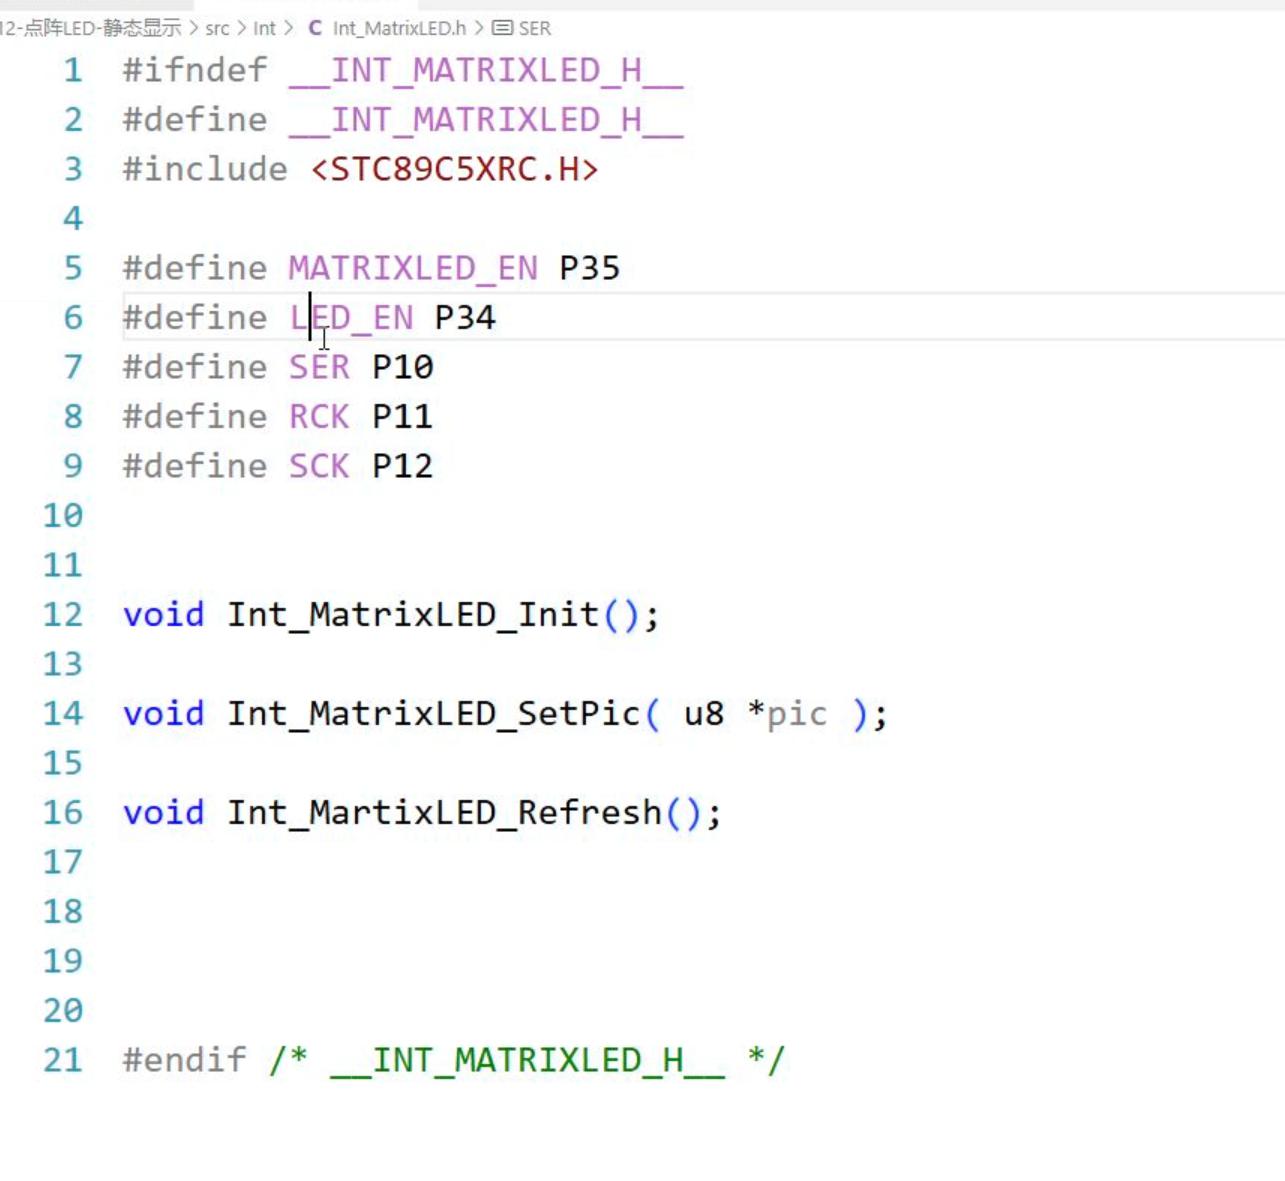 12-点阵LED-静态显示 > src > Int > C Int_MatrixLED.h > SER
1 #ifndef __INT_MATRIXLED_H__
2 #define __INT_MATRIXLED_H__
3 #include <STC89C5XRC.H>
4
5 #define MATRIXLED_EN P35
6 #define LED_EN P34
7 #define SER P10
8 #define RCK P11
9 #define SCK P12
10
11
12 void Int_MatrixLED_Init();
13
14 void Int_MatrixLED_SetPic( u8 *pic );
15
16 void Int_MartixLED_Refresh();
17
18
19
20
21 #endif /* __INT_MATRIXLED_H__ */